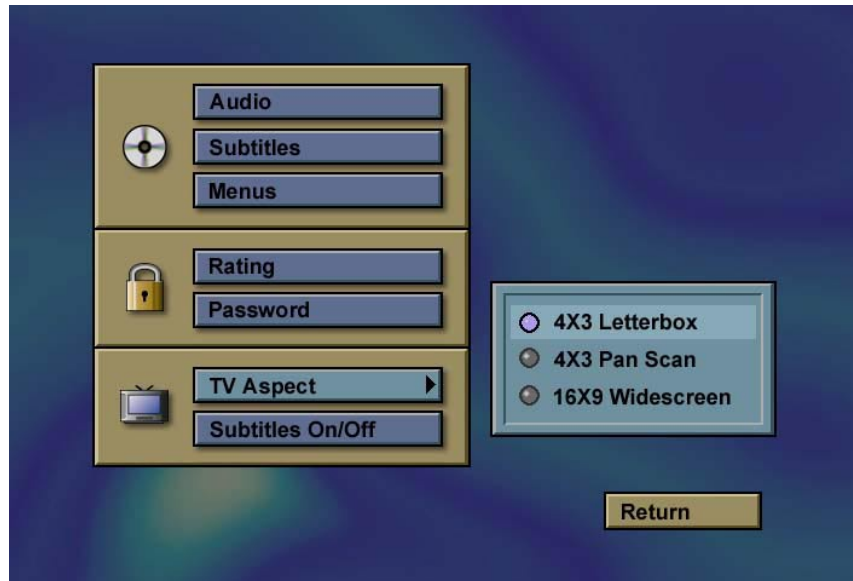 Audio
Subtitles
Menus
Rating
Password
TV Aspect
Subtitles On/Off
4X3 Letterbox
4X3 Pan Scan
16X9 Widescreen
Return